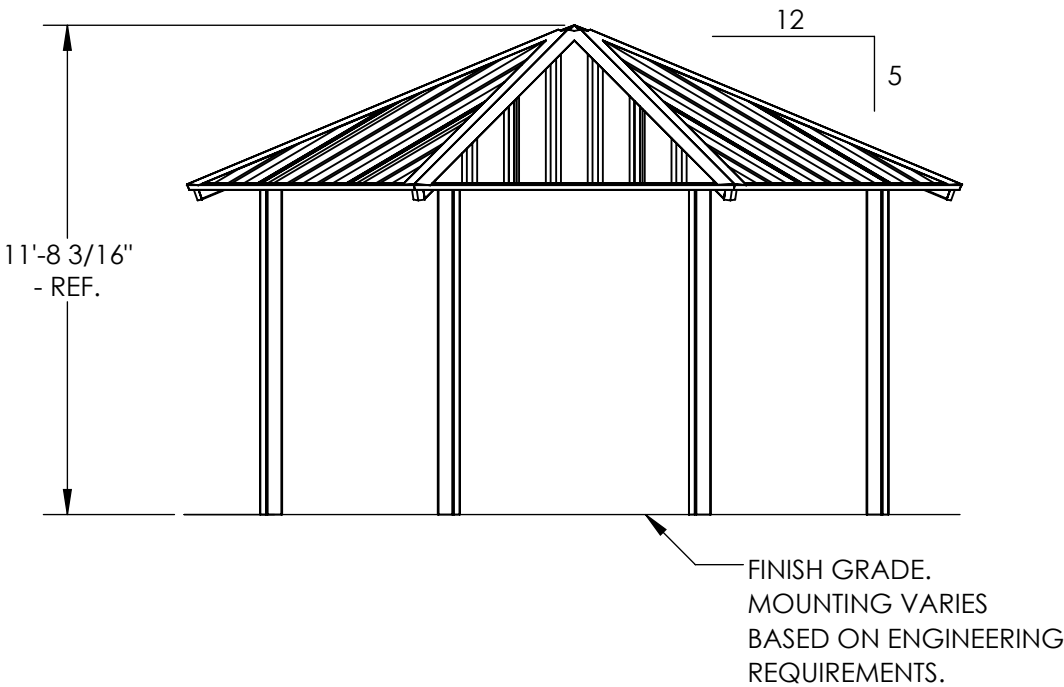 12
5
11'-8 3/16"
- REF.
FINISH GRADE.
MOUNTING VARIES
BASED ON ENGINEERING
REQUIREMENTS.